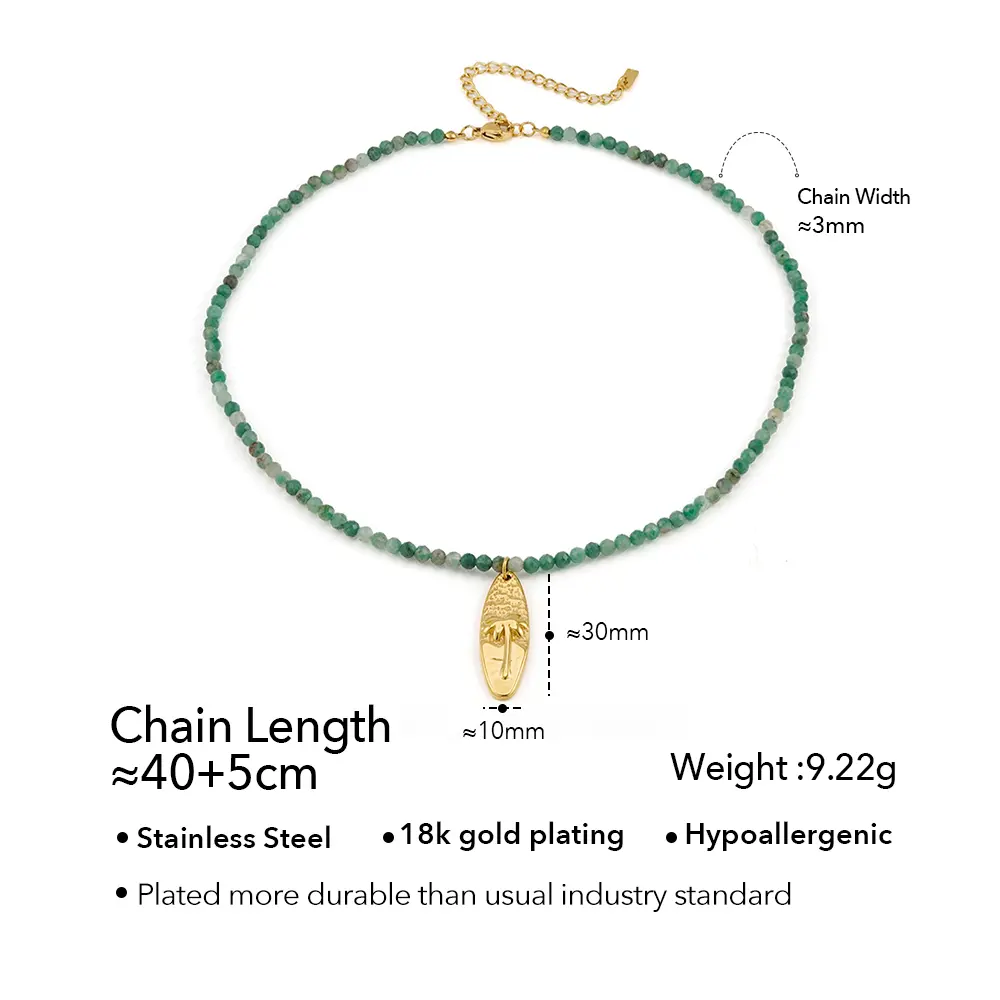 Chain Width
≈3mm
≈30mm
≈10mm
Chain Length
≈40+5cm
Weight :9.22g
• Stainless Steel
• 18k gold plating
• Hypoallergenic
• Plated more durable than usual industry standard